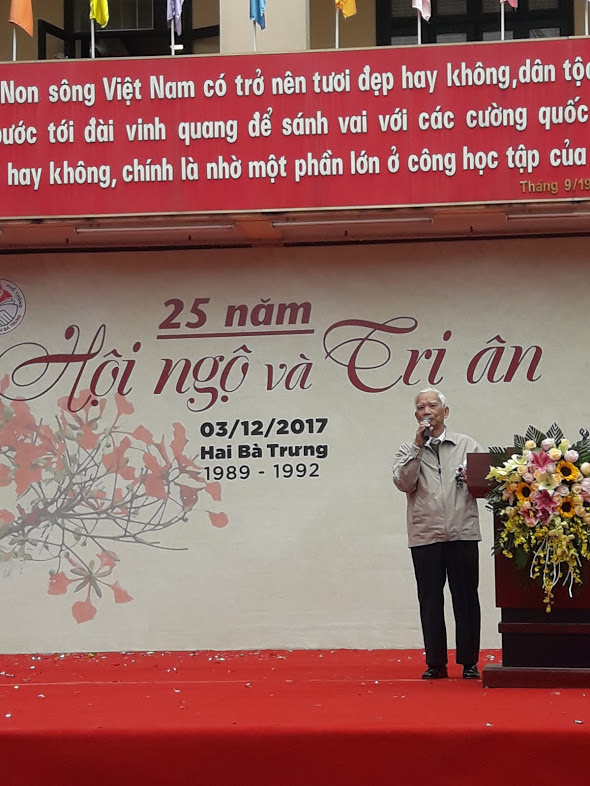 Non sông Việt Nam có trở nên tươi đẹp hay không, dân tộc
bước tới đài vinh quang để sánh vai với các cường quốc
hay không, chính là nhờ một phần lớn ở công học tập của
Tháng 9/19
25 năm
Hội ngộ và Tri ân
03/12/2017
Hai Bà Trưng
1989 - 1992